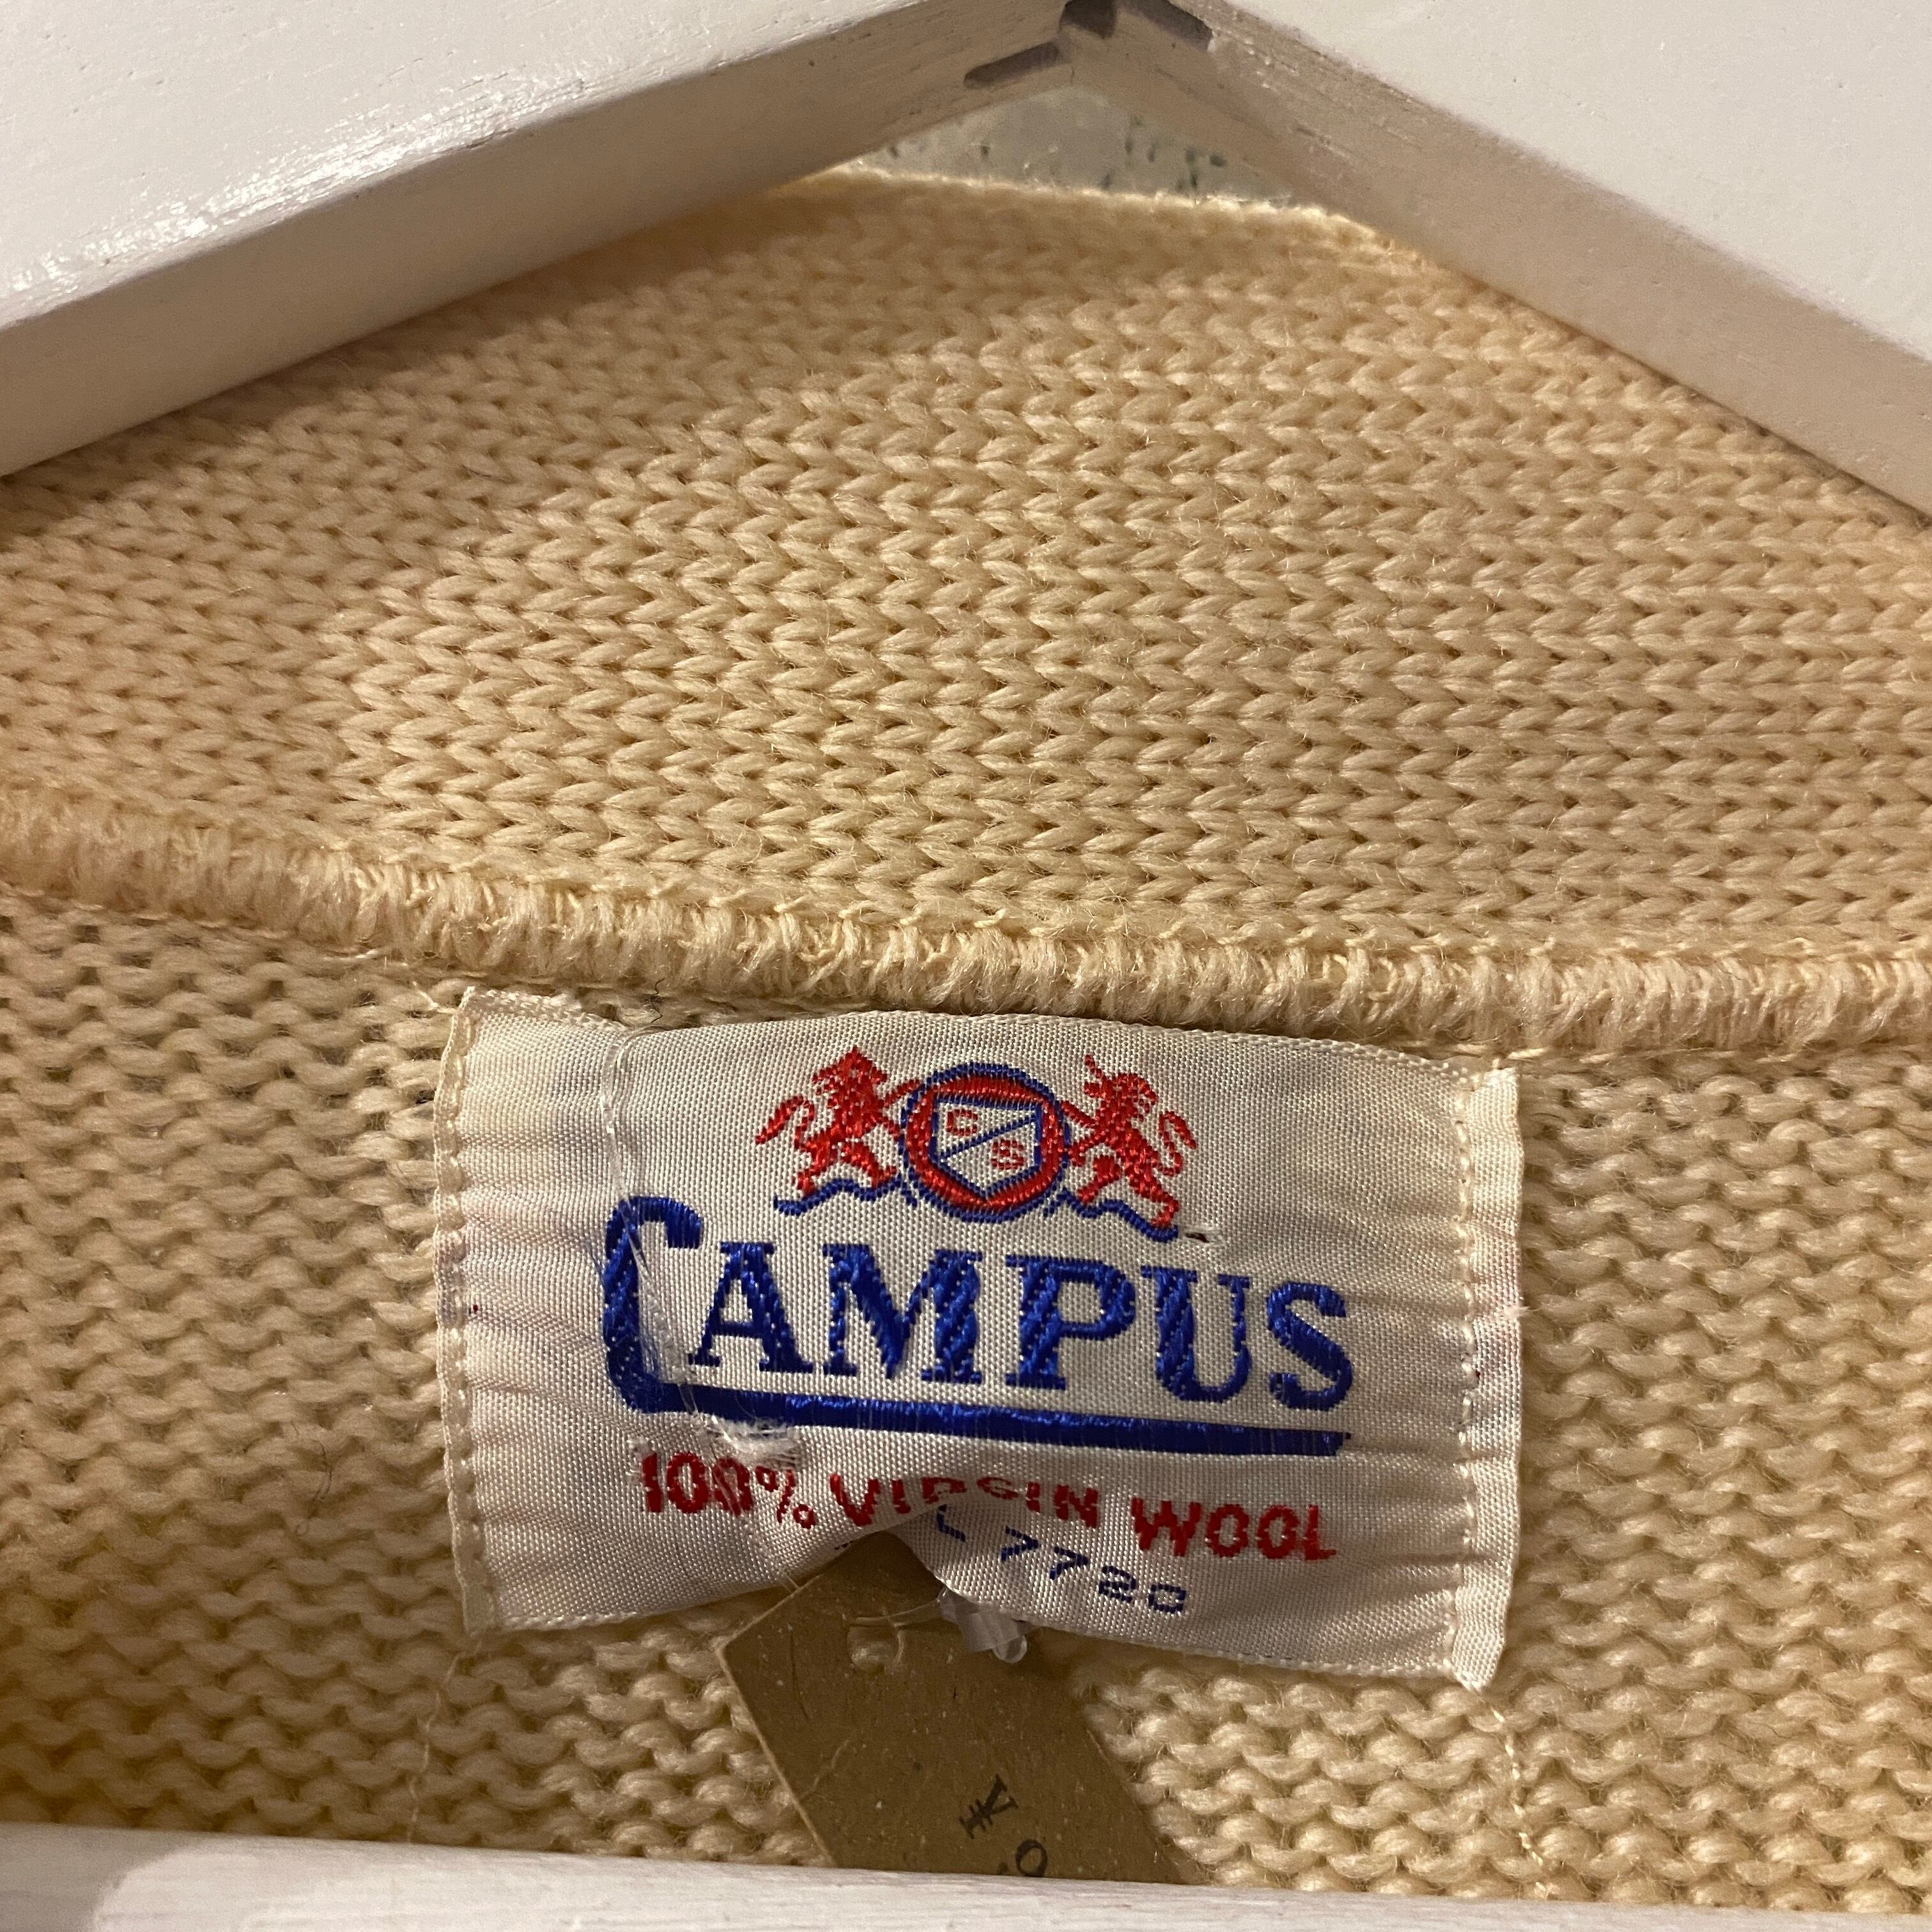 C S
CAMPUS
100% VIRGIN WOOL
L 7720
¥